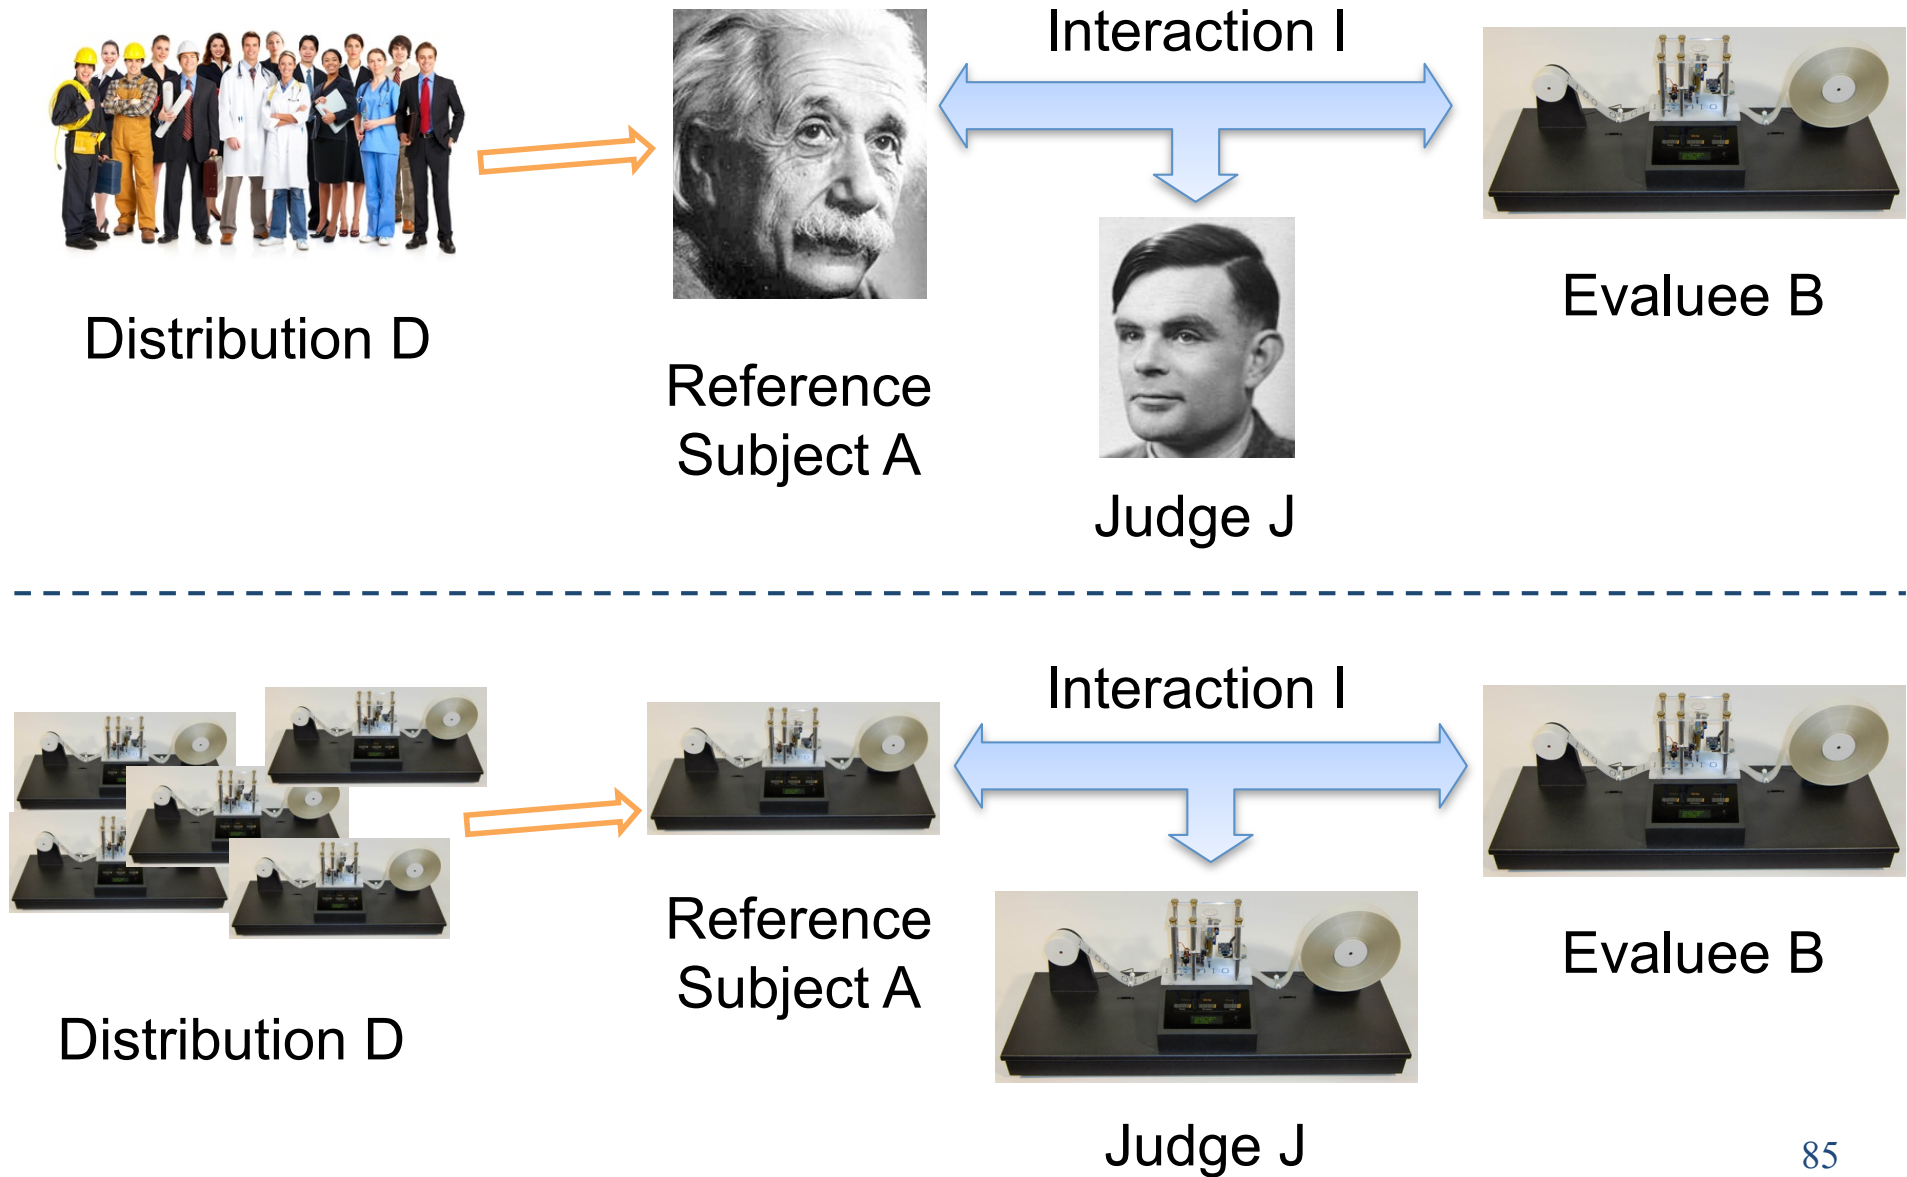 Interaction I
Distribution D
Reference
Subject A
Judge J
Evaluee B
Interaction I
Distribution D
Reference
Subject A
Judge J
Evaluee B
85